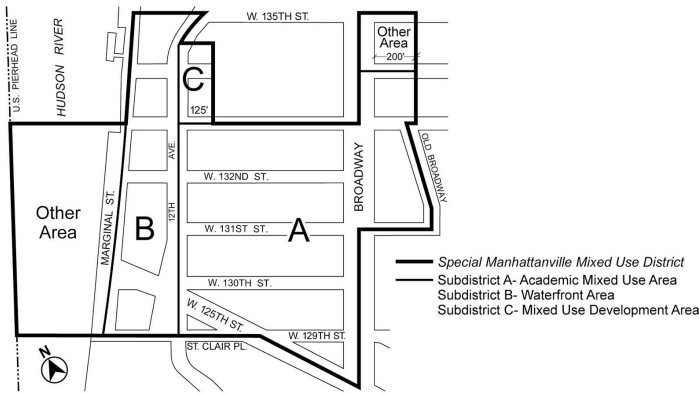 U.S. PIERHEAD LINE
HUDSON RIVER
W. 135TH ST.
Other
Area
200'
C
125'
12TH AVE.
MARGINAL ST.
Other
Area
B
W. 132ND ST.
BROADWAY
OLD BROADWAY
W. 131ST ST.
A
W. 130TH ST.
W. 125TH ST.
W. 129TH ST.
ST. CLAIR PL.
N
Special Manhattanville Mixed Use District
Subdistrict A- Academic Mixed Use Area
Subdistrict B- Waterfront Area
Subdistrict C- Mixed Use Development Area